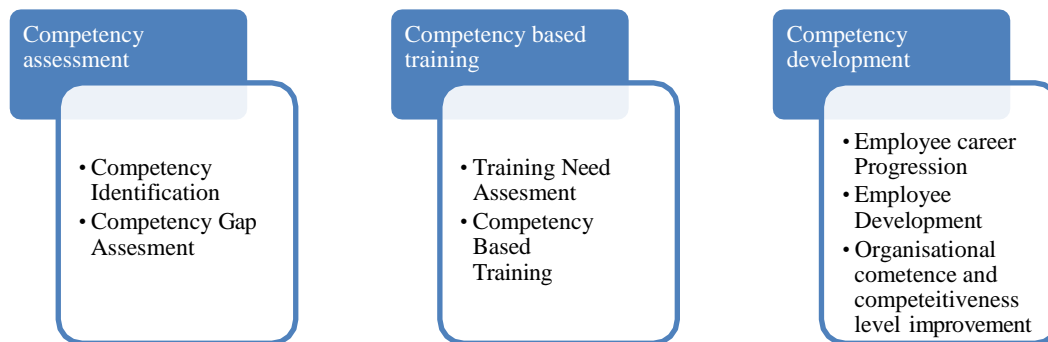 Competency
assessment
• Competency
Identification
• Competency Gap
Assesment
Competency based
training
• Training Need
Assesment
• Competency
Based
Training
Competency
development
• Employee career
Progression
• Employee
Development
• Organisational
cometence and
competeitiveness
level improvement